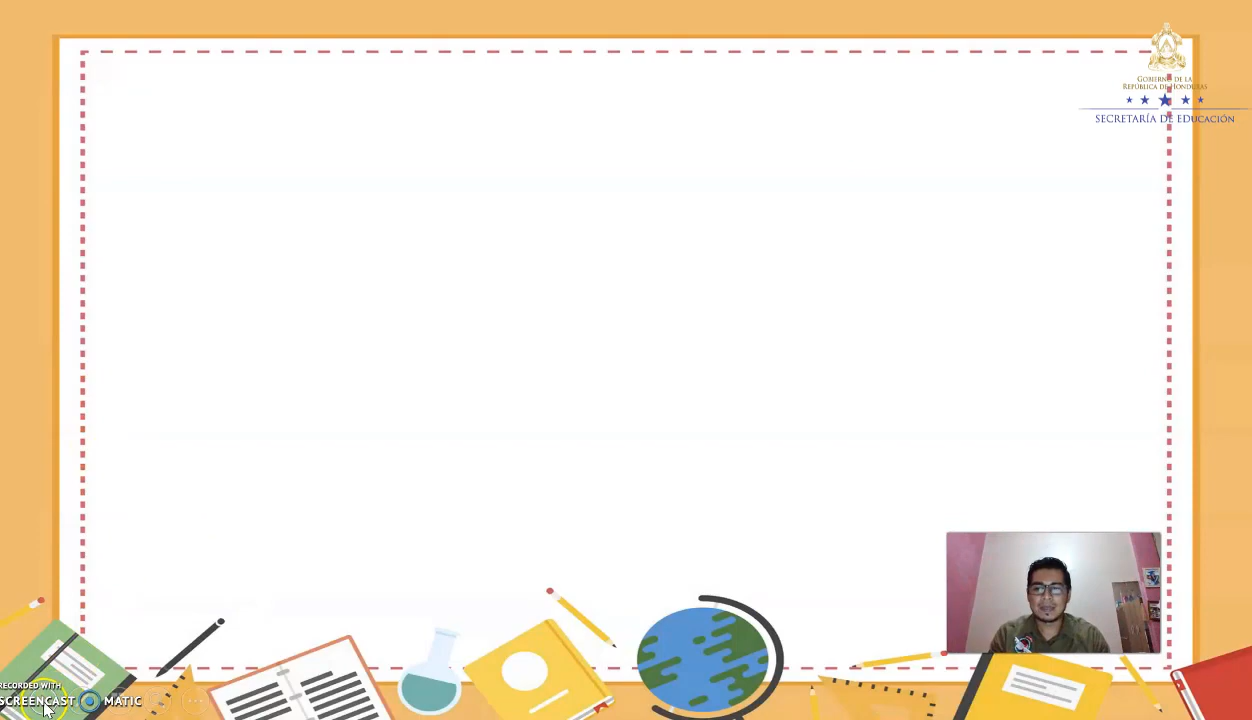 GOBIERNO DE LA
REPÚBLICA DE HONDURAS
SECRETARÍA DE EDUCACIÓN
RECORDED WITH
SCREENCAST MATIC